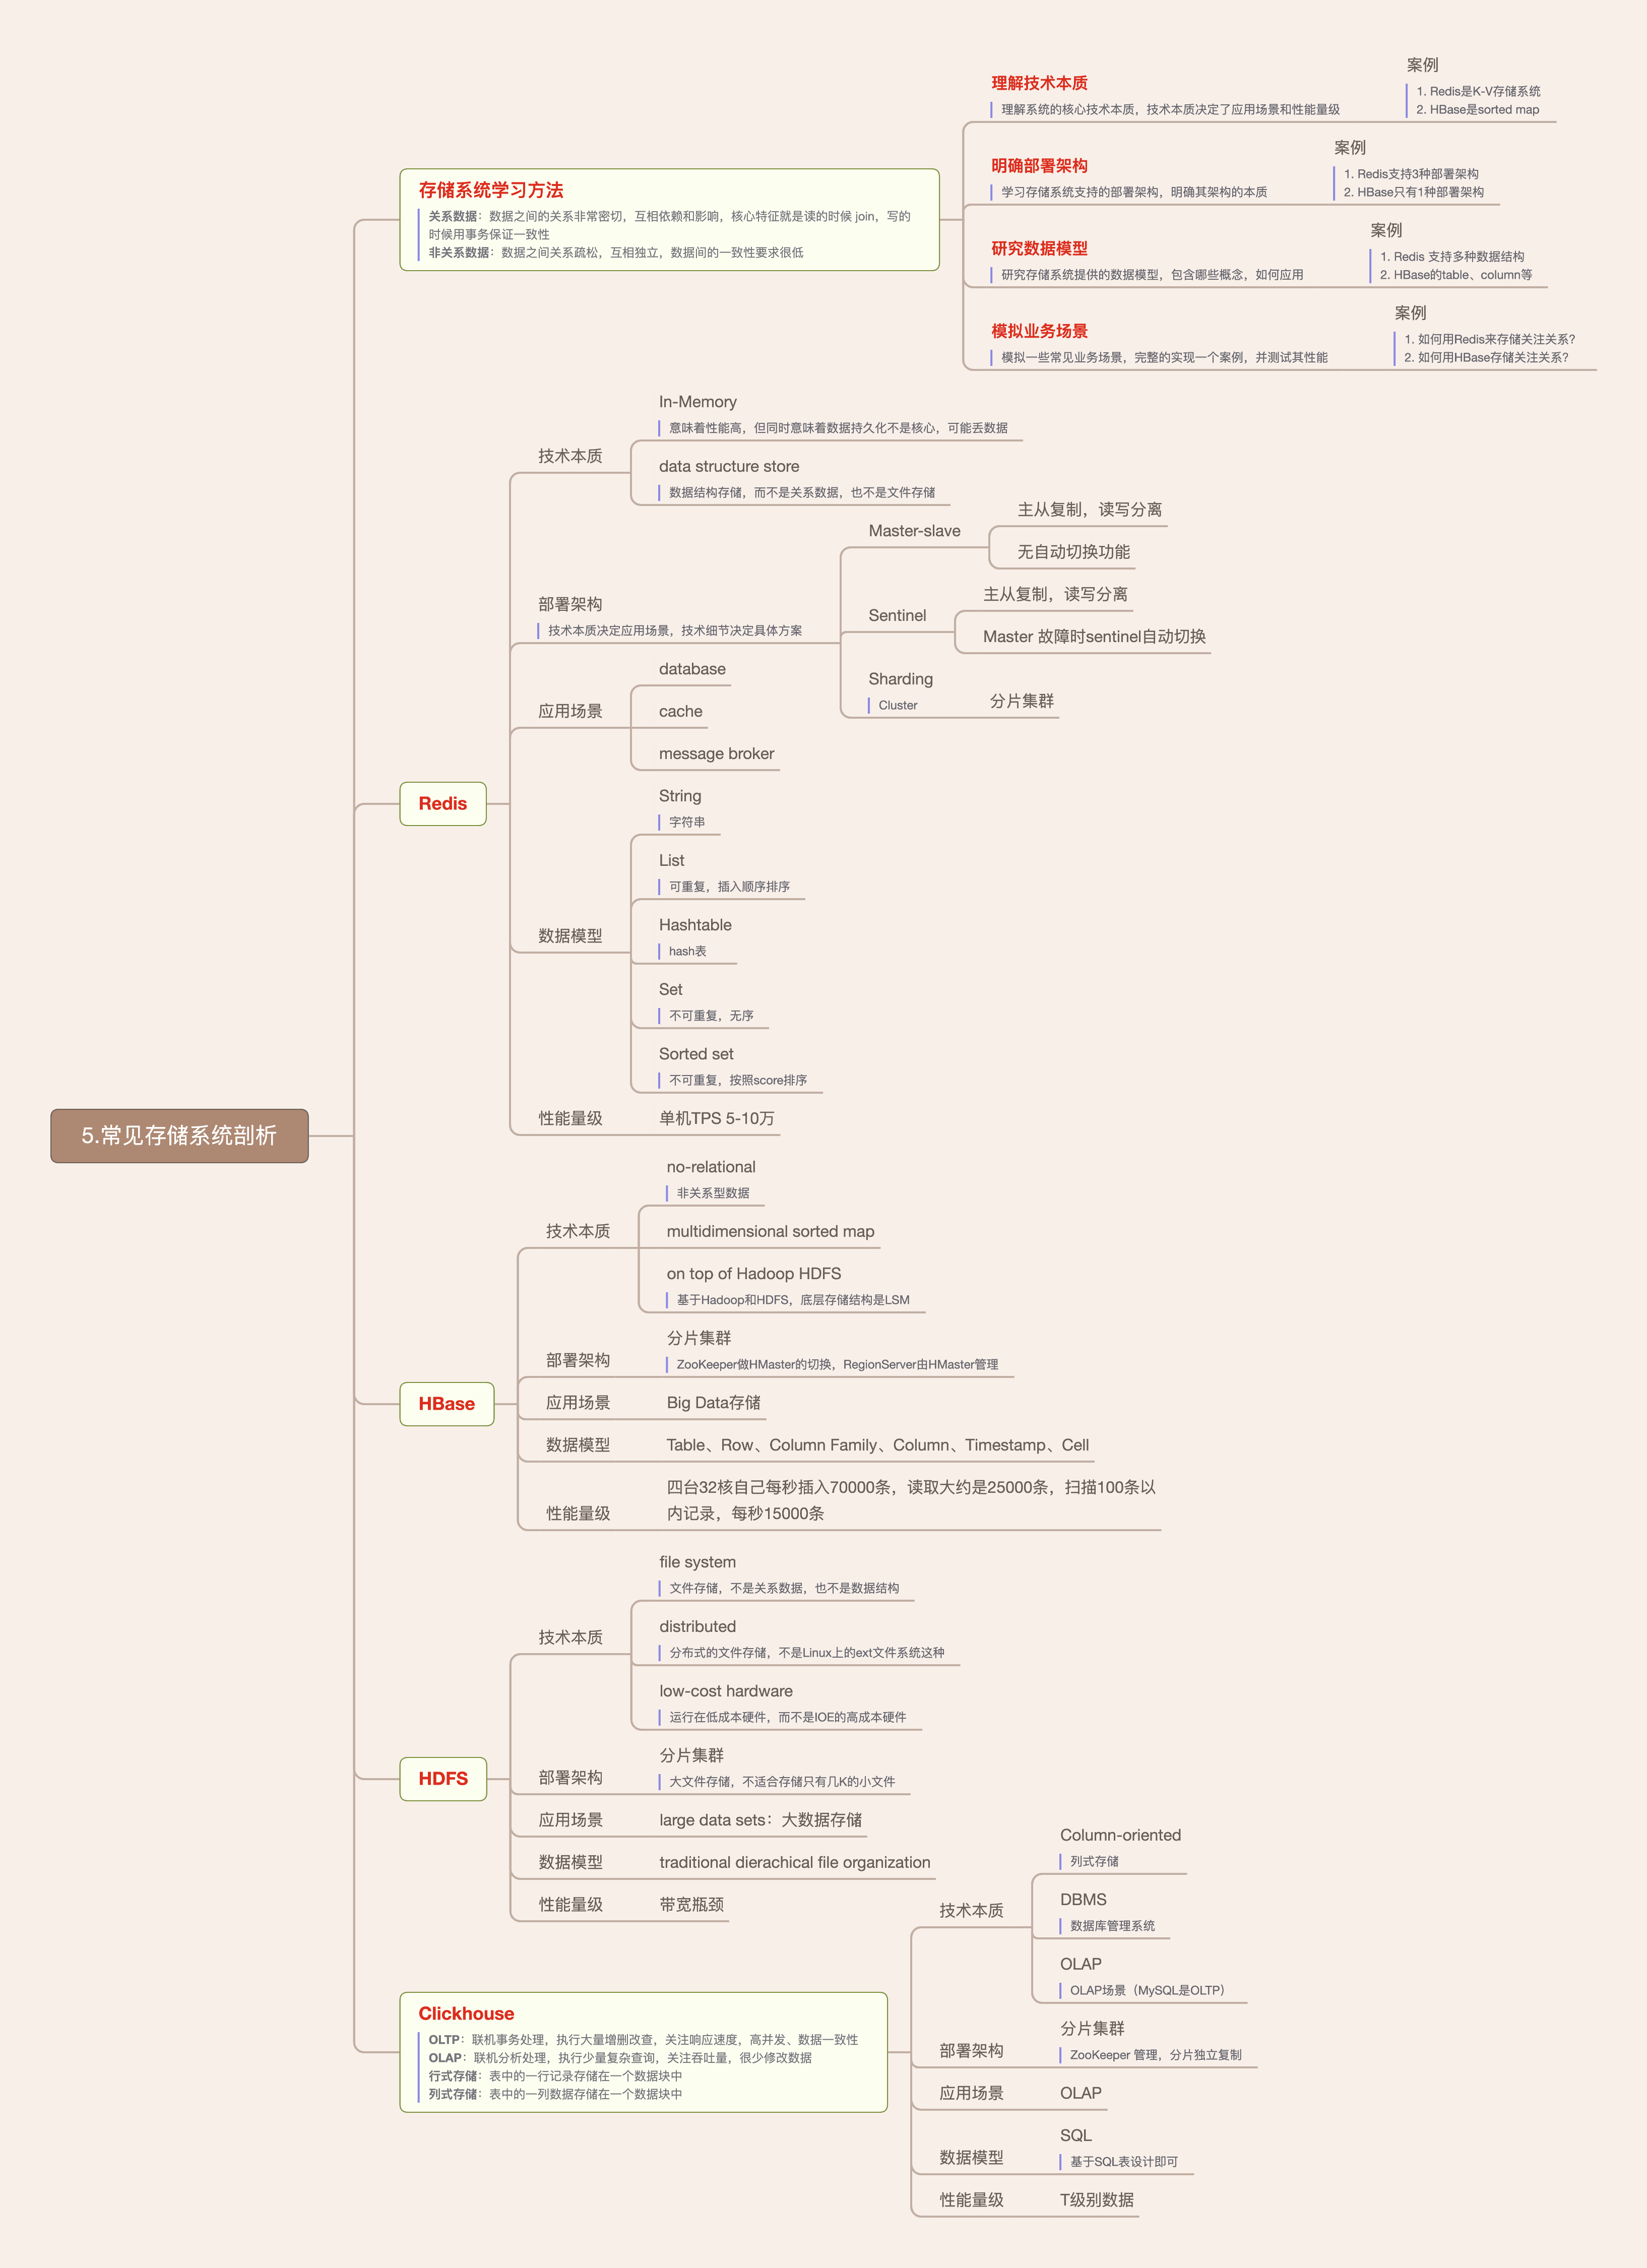 5.常见存储系统剖析
存储系统学习方法
关系数据：数据之间的关系非常密切，互相依赖和影响，核心特征就是读的时候 join，写的
时候用事务保证一致性
非关系数据：数据之间关系疏松，互相独立，数据间的一致性要求很低
理解技术本质
理解系统的核心技术本质，技术本质决定了应用场景和性能量级
案例
1. Redis是K-V存储系统
2. HBase是sorted map
明确部署架构
学习存储系统支持的部署架构，明确其架构的本质
案例
1. Redis支持3种部署架构
2. HBase只有1种部署架构
研究数据模型
研究存储系统提供的数据模型，包含哪些概念，如何应用
案例
1. Redis 支持多种数据结构
2. HBase的table、column等
模拟业务场景
模拟一些常见业务场景，完整的实现一个案例，并测试其性能
案例
1. 如何用Redis来存储关注关系？
2. 如何用HBase存储关注关系？
Redis
技术本质
In-Memory
意味着性能高，但同时意味着数据持久化不是核心，可能丢数据
data structure store
数据结构存储，而不是关系数据，也不是文件存储
部署架构
技术本质决定应用场景，技术细节决定具体方案
Master-slave
主从复制，读写分离
无自动切换功能
Sentinel
主从复制，读写分离
Master 故障时sentinel自动切换
Sharding
Cluster
分片集群
应用场景
database
cache
message broker
数据模型
String
字符串
List
可重复，插入顺序排序
Hashtable
hash表
Set
不可重复，无序
Sorted set
不可重复，按照score排序
性能量级
单机TPS 5-10万
HBase
技术本质
no-relational
非关系型数据
multidimensional sorted map
on top of Hadoop HDFS
基于Hadoop和HDFS，底层存储结构是LSM
部署架构
分片集群
ZooKeeper做HMaster的切换，RegionServer由HMaster管理
应用场景
Big Data存储
数据模型
Table、Row、Column Family、Column、Timestamp、Cell
性能量级
四台32核自己每秒插入70000条，读取大约是25000条，扫描100条以
内记录，每秒15000条
HDFS
技术本质
file system
文件存储，不是关系数据，也不是数据结构
distributed
分布式的文件存储，不是Linux上的ext文件系统这种
low-cost hardware
运行在低成本硬件，而不是IOE的高成本硬件
部署架构
分片集群
大文件存储，不适合存储只有几K的小文件
应用场景
large data sets：大数据存储
数据模型
traditional dierachical file organization
性能量级
带宽瓶颈
Clickhouse
OLTP：联机事务处理，执行大量增删改查，关注响应速度，高并发、数据一致性
OLAP：联机分析处理，执行少量复杂查询，关注吞吐量，很少修改数据
行式存储：表中的一行记录存储在一个数据块中
列式存储：表中的一列数据存储在一个数据块中
技术本质
Column-oriented
列式存储
DBMS
数据库管理系统
OLAP
OLAP场景（MySQL是OLTP）
部署架构
分片集群
ZooKeeper 管理，分片独立复制
应用场景
OLAP
数据模型
SQL
基于SQL表设计即可
性能量级
T级别数据